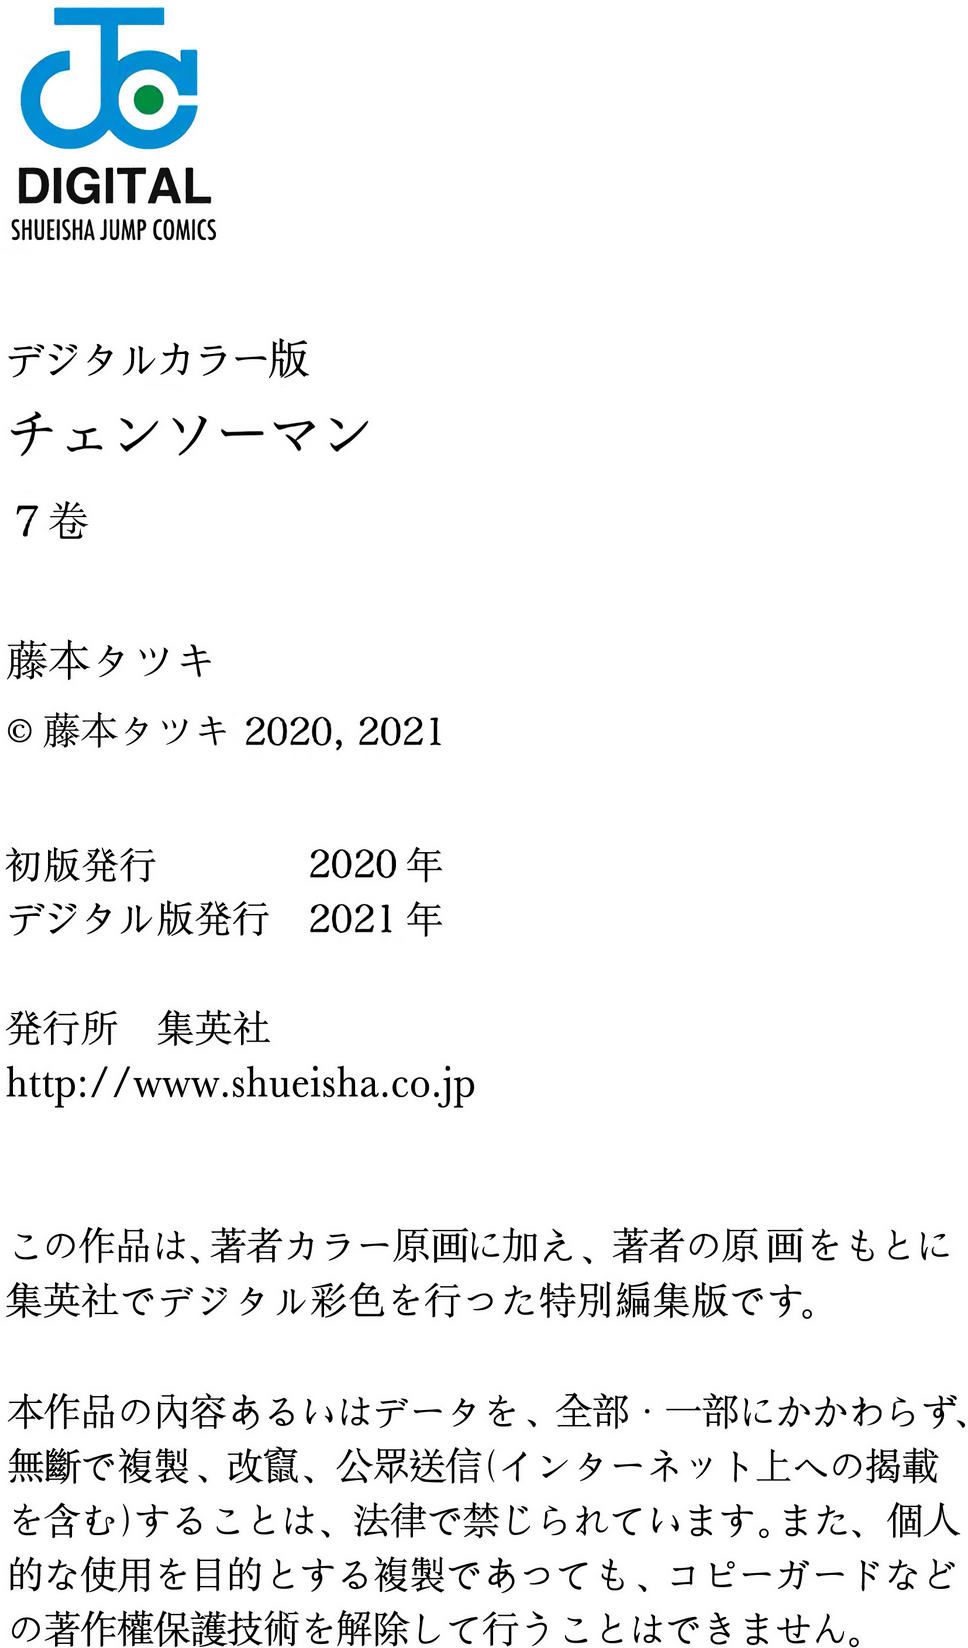 JC
DIGITAL
SHUEISHA JUMP COMICS
デジタルカラー版
チェンソーマン
7巻
藤本タツキ
© 藤本タツキ 2020, 2021
初版発行　2020年
デジタル版発行　2021年
発行所　集英社
http://www.shueisha.co.jp
この作品は、著者カラー原画に加え、著者の原画をもとに
集英社でデジタル彩色を行った特別編集版です。
本作品の內容あるいはデータを、全部・一部にかかわらず、
無斷で複製、改竄、公眾送信(インターネット上への掲載
を含む)することは、法律で禁じられています。また、個人
的な使用を目的とする複製であっても、コピーガードなど
の著作權保護技術を解除して行うことはできません。